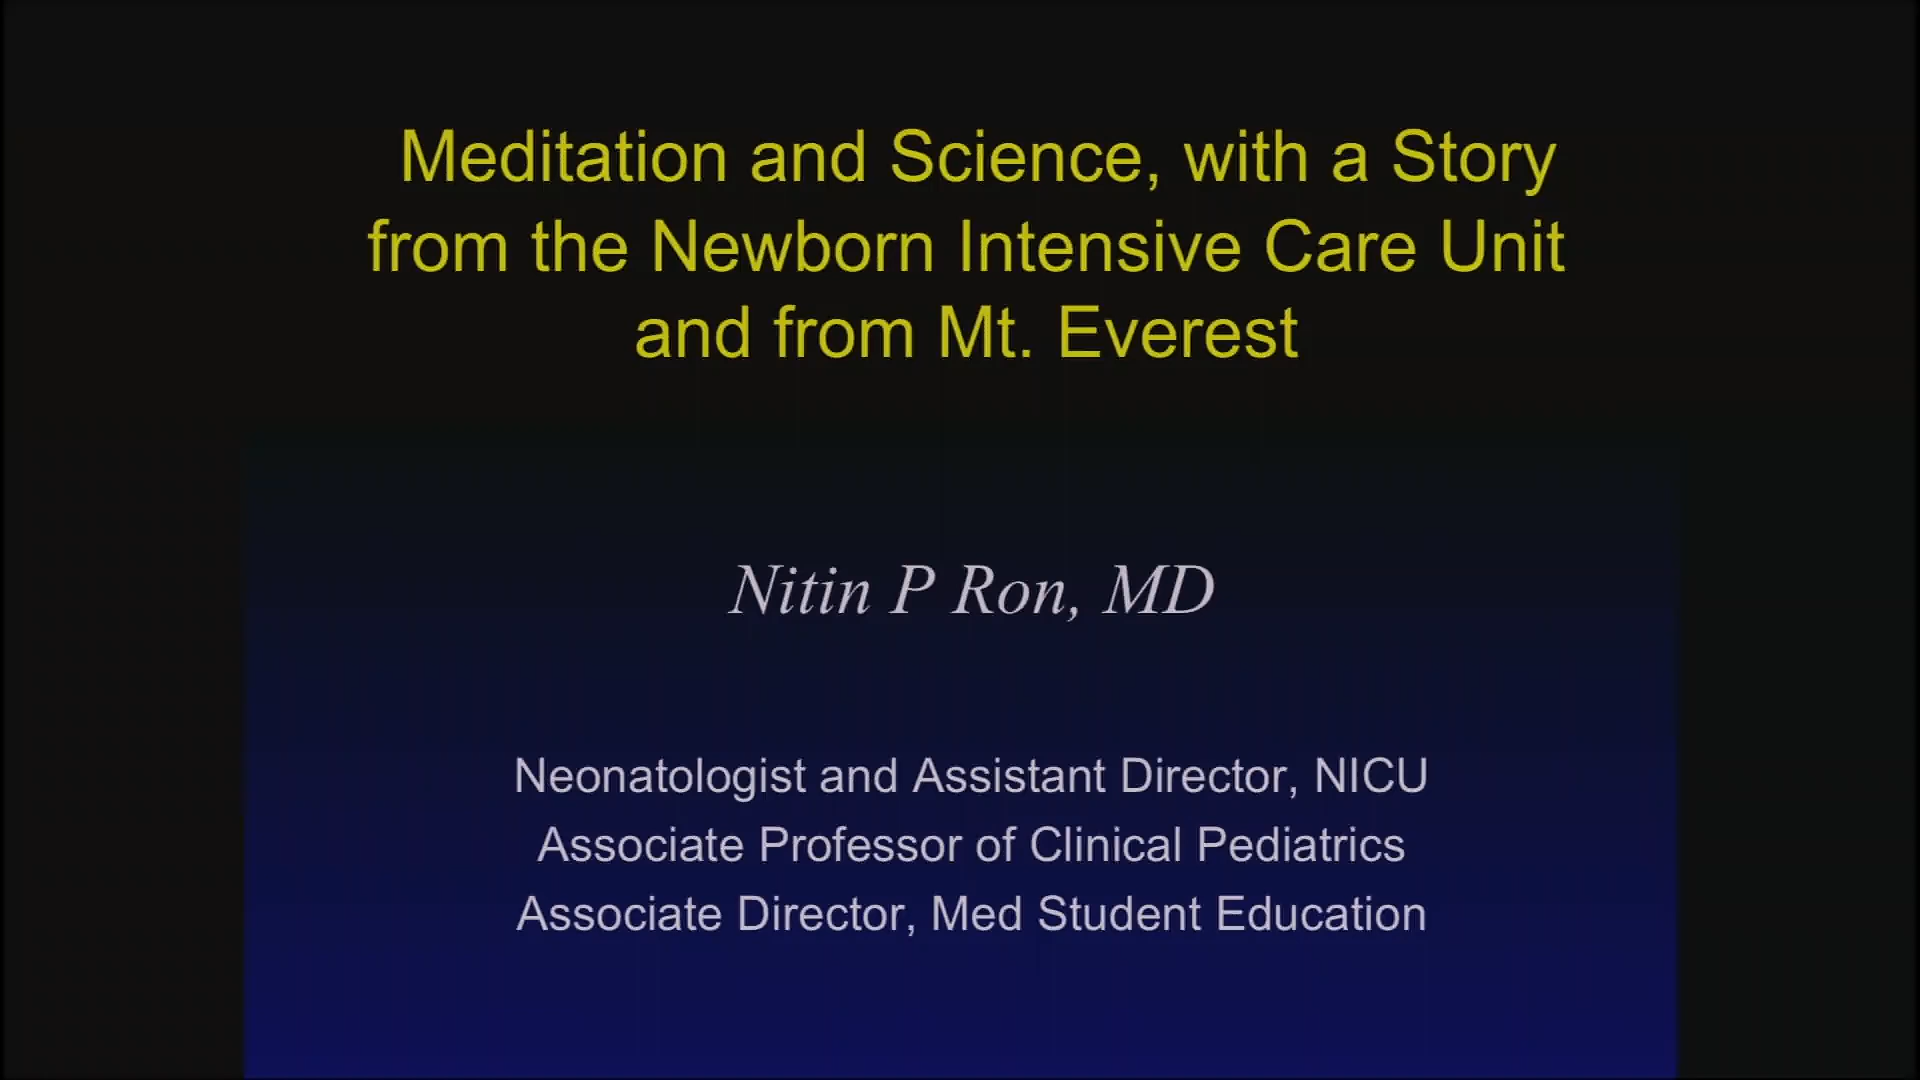 Meditation and Science, with a Story
from the Newborn Intensive Care Unit
and from Mt. Everest
Nitin P Ron, MD
Neonatologist and Assistant Director, NICU
Associate Professor of Clinical Pediatrics
Associate Director, Med Student Education